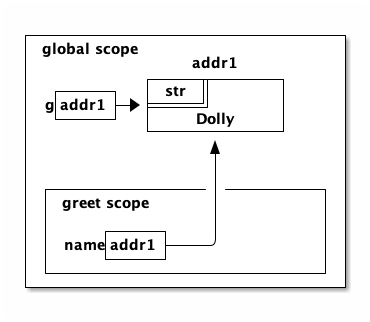 global scope
addr1
str
g addr1
Dolly
greet scope
name addr1